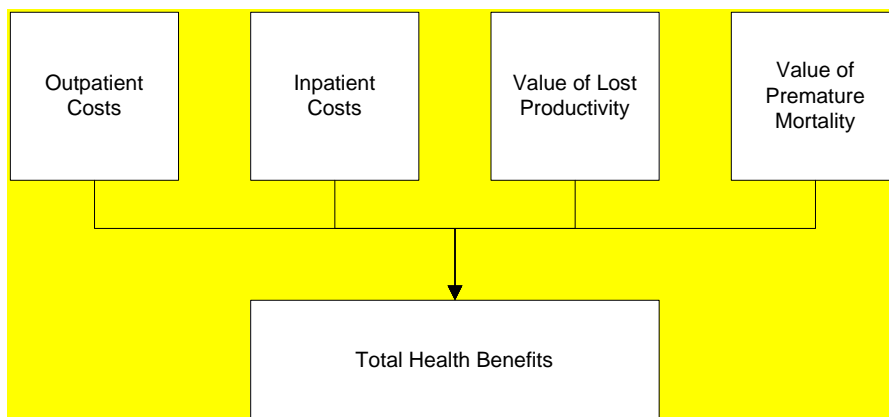 Outpatient
Costs
Inpatient
Costs
Value of Lost
Productivity
Value of
Premature
Mortality
Total Health Benefits